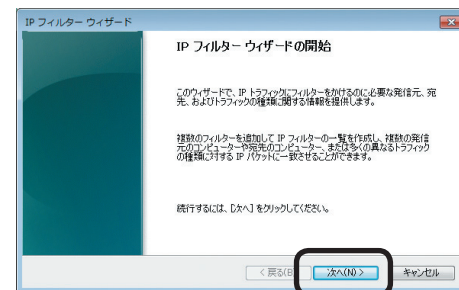 IP フィルター ウィザード
IP フィルター ウィザードの開始
このウィザードで、IP トラフィックにフィルターをかけるのに必要な発信元、宛
先、およびトラフィックの種類に関する情報を提供します。
複数のフィルターを追加して IP フィルターの一覧を作成し、複数の発信
元のコンピューターや宛先のコンピューター、または多くの異なるトラフィック
の種類に対する IP パケットに一致させることができます。
続行するには、[次へ] をクリックしてください。
< 戻る(B) 次へ(N) > キャンセル